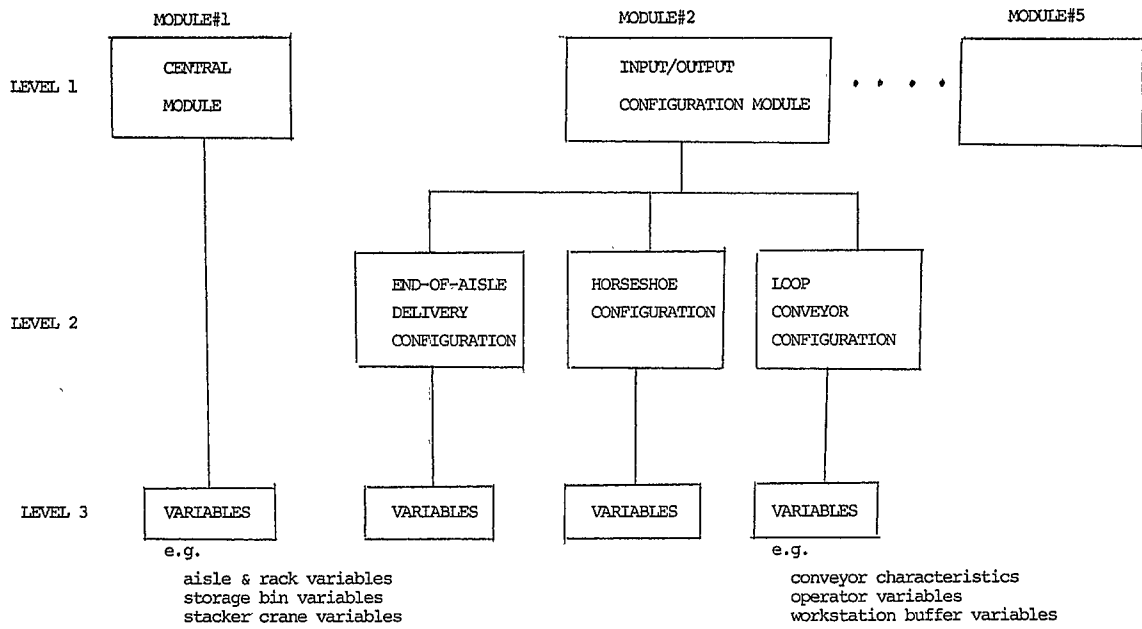 MODULE#1
MODULE#2
MODULE#5
LEVEL 1
CENTRAL
MODULE
INPUT/OUTPUT
CONFIGURATION MODULE
LEVEL 2
END-OF-AISLE
DELIVERY
CONFIGURATION
HORSESHOE
CONFIGURATION
LOOP
CONVEYOR
CONFIGURATION
LEVEL 3
VARIABLES
VARIABLES
VARIABLES
VARIABLES
e.g.
aisle & rack variables
storage bin variables
stacker crane variables
e.g.
conveyor characteristics
operator variables
workstation buffer variables